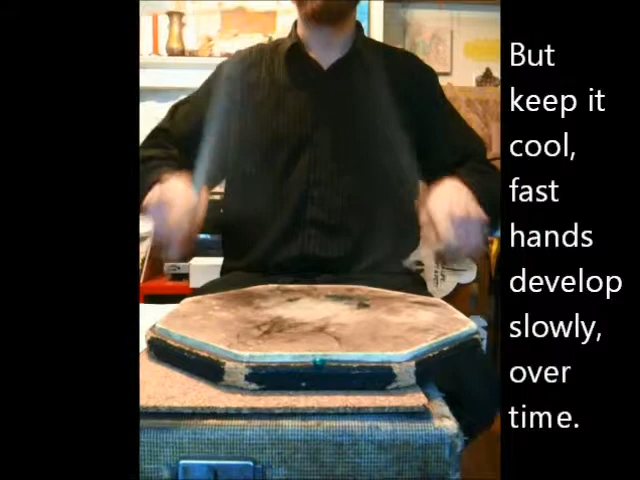 But
keep it
cool,
fast
hands
develop
slowly,
over
time.